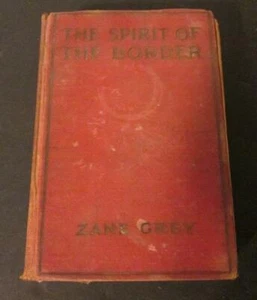 THE SPIRIT OF
THE BORDER
ZANE GREY